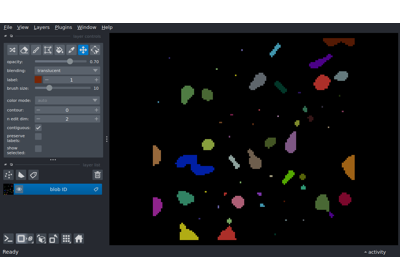 File View Layers Plugins Window Help
opacity: 0.70
blending: translucent
label: 1
brush size: 10
color mode:
contour: 0
n edit dim: 2
contiguous:
preserve
labels:
show
selected:
blob ID
Ready
activity